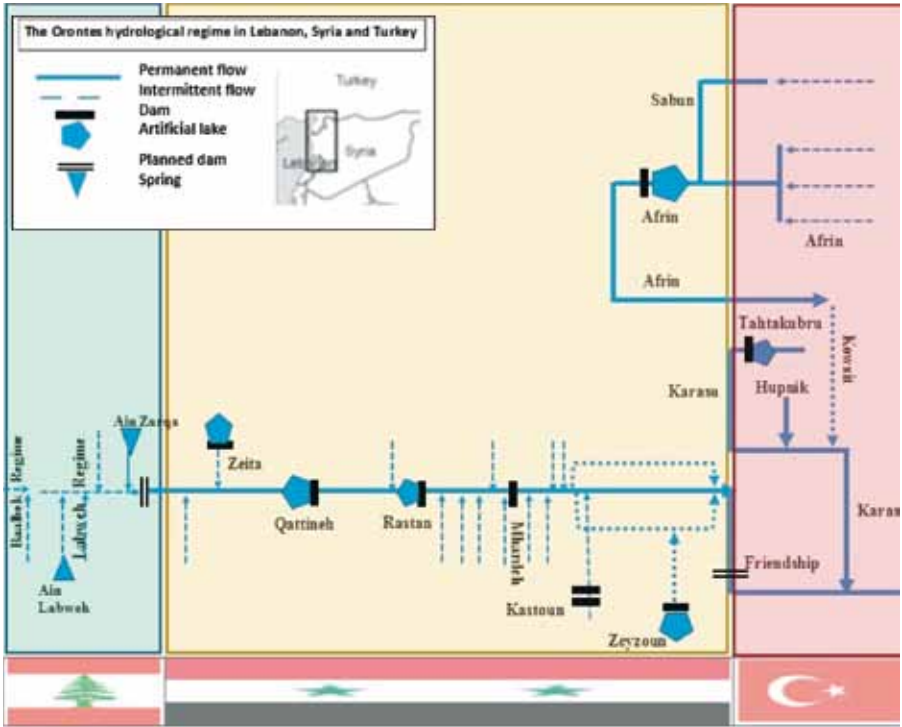 The Orontes hydrological regime in Lebanon, Syria and Turkey
Permanent flow
Intermittent flow
Dam
Artificial lake
Planned dam
Spring
Turkey
Syria
Sabun
Afrin
Afrin
Afrin
Tahtakubru
Karasu
Hupnik
Ain Zarqa
Zeita
Baalbek Regime
Labweh Regime
Qattineh
Rastan
Mhardeh
Karasu
Friendship
Ain
Labweh
Kastoun
Zeyzoun